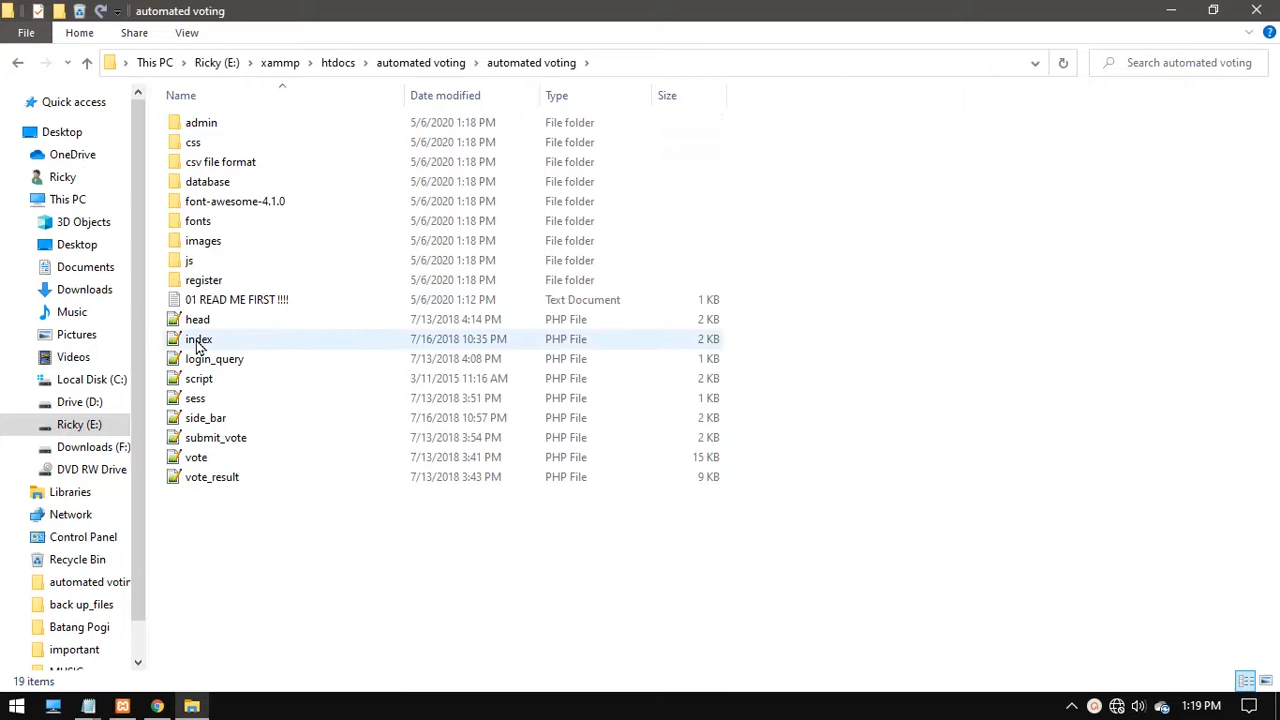 automated voting
File Home Share View
This PC Ricky (E:) xammp htdocs automated voting automated voting
Search automated voting
Name Date modified Type Size
Quick access
Desktop
OneDrive
Ricky
This PC
3D Objects
Desktop
Documents
Downloads
Music
Pictures
Videos
Local Disk (C:)
Drive (D:)
Ricky (E:)
Downloads (F:)
DVD RW Drive
Libraries
Network
Control Panel
Recycle Bin
automated votin
back up_files
Batang Pogi
important
admin 5/6/2020 1:18 PM File folder
css 5/6/2020 1:18 PM File folder
csv file format 5/6/2020 1:18 PM File folder
database 5/6/2020 1:18 PM File folder
font-awesome-4.1.0 5/6/2020 1:18 PM File folder
fonts 5/6/2020 1:18 PM File folder
images 5/6/2020 1:18 PM File folder
js 5/6/2020 1:18 PM File folder
register 5/6/2020 1:18 PM File folder
01 READ ME FIRST !!!! 5/6/2020 1:12 PM Text Document 1 KB
head 7/13/2018 4:14 PM PHP File 2 KB
index 7/16/2018 10:35 PM PHP File 2 KB
login_query 7/13/2018 4:08 PM PHP File 1 KB
script 3/11/2015 11:16 AM PHP File 2 KB
sess 7/13/2018 3:51 PM PHP File 1 KB
side_bar 7/16/2018 10:57 PM PHP File 2 KB
submit_vote 7/13/2018 3:54 PM PHP File 2 KB
vote 7/13/2018 3:41 PM PHP File 15 KB
vote_result 7/13/2018 3:43 PM PHP File 9 KB
19 items
1:19 PM